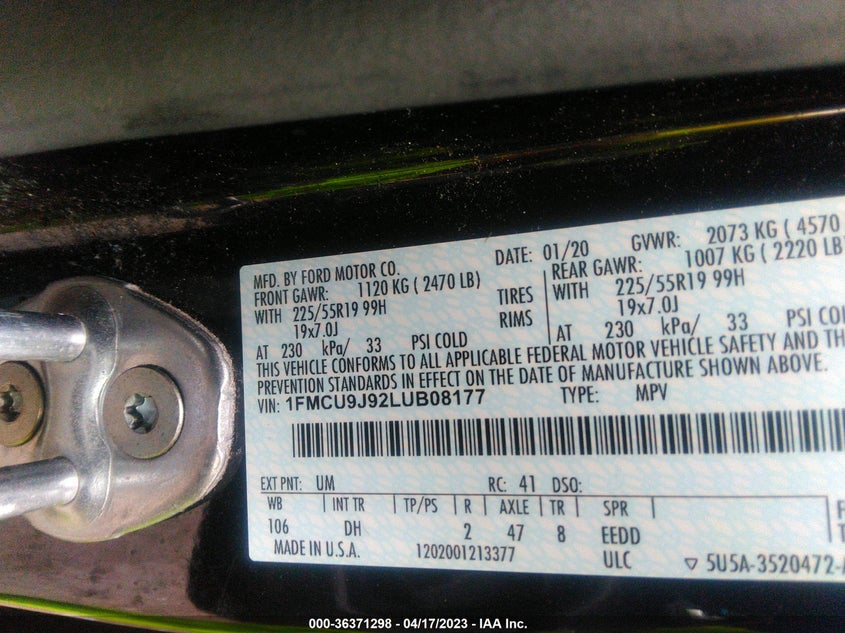 MFD. BY FORD MOTOR CO. DATE: 01/20 GVWR: 2073 KG ( 4570
FRONT GAWR: 1120 KG ( 2470 LB) REAR GAWR: 1007 KG ( 2220 LB)
WITH 225/55R19 99H TIRES WITH 225/55R19 99H
19x7.0J RIMS 19x7.0J
AT 230 kPa/ 33 PSI COLD AT 230 kPa/ 33 PSI COL
THIS VEHICLE CONFORMS TO ALL APPLICABLE FEDERAL MOTOR VEHICLE SAFETY AND TH
PREVENTION STANDARDS IN EFFECT ON THE DATE OF MANUFACTURE SHOWN ABOVE.
VIN: 1FMCU9J92LUB08177 TYPE: MPV
EXT PNT: UM RC: 41 DSO:
WB INT TR TP/PS R AXLE TR SPR
106 DH 2 47 8 EEDD
MADE IN U.S.A. 1202001213377 ULC ▽ 5U5A-3520472-
000-36371298 - 04/17/2023 - IAA Inc.